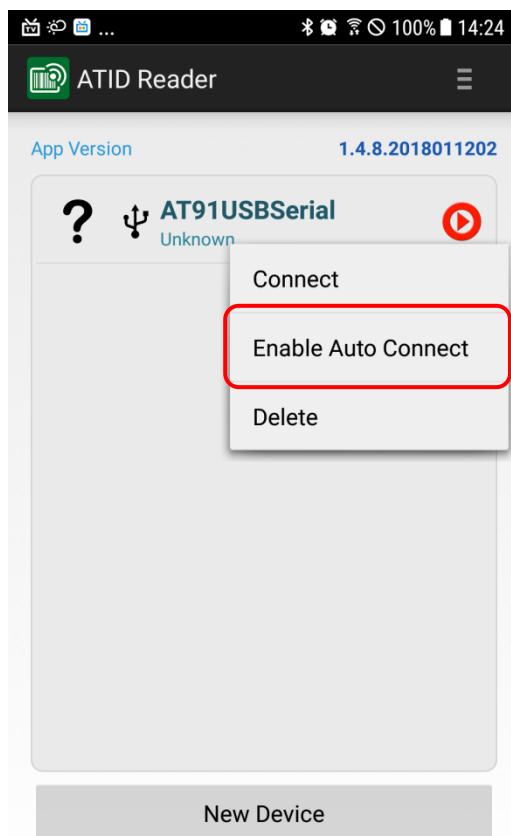 ... 100% 14:24
ATID Reader
App Version 1.4.8.2018011202
? AT91USBSerial
Unknown
Connect
Enable Auto Connect
Delete
New Device